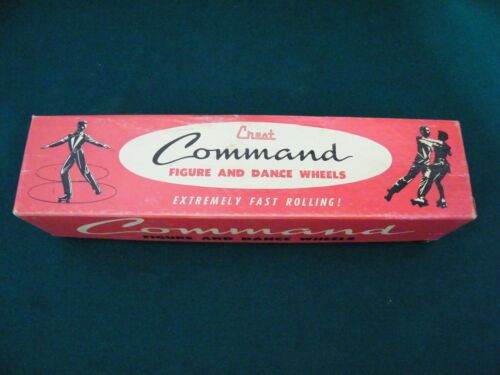 Crest
Command
FIGURE AND DANCE WHEELS
EXTREMELY FAST ROLLING!
Command
FIGURE AND DANCE WHEELS